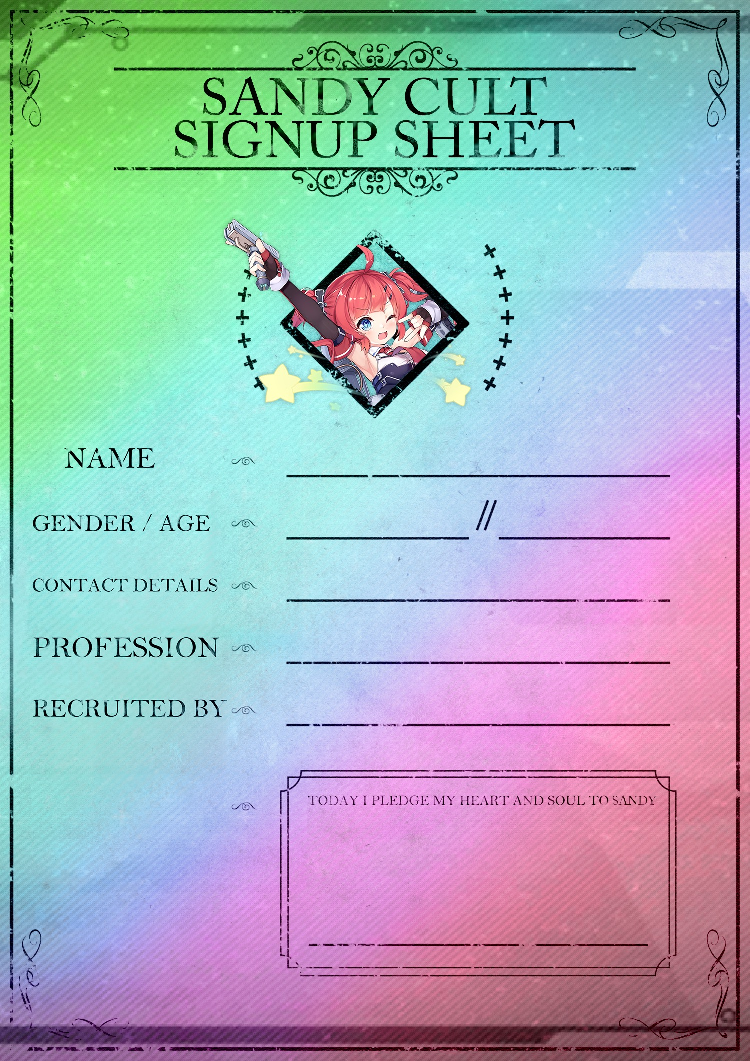 SANDY CULT
SIGNUP SHEET
NAME
GENDER / AGE
//
CONTACT DETAILS
PROFESSION
RECRUITED BY
TODAY I PLEDGE MY HEART AND SOUL TO SANDY